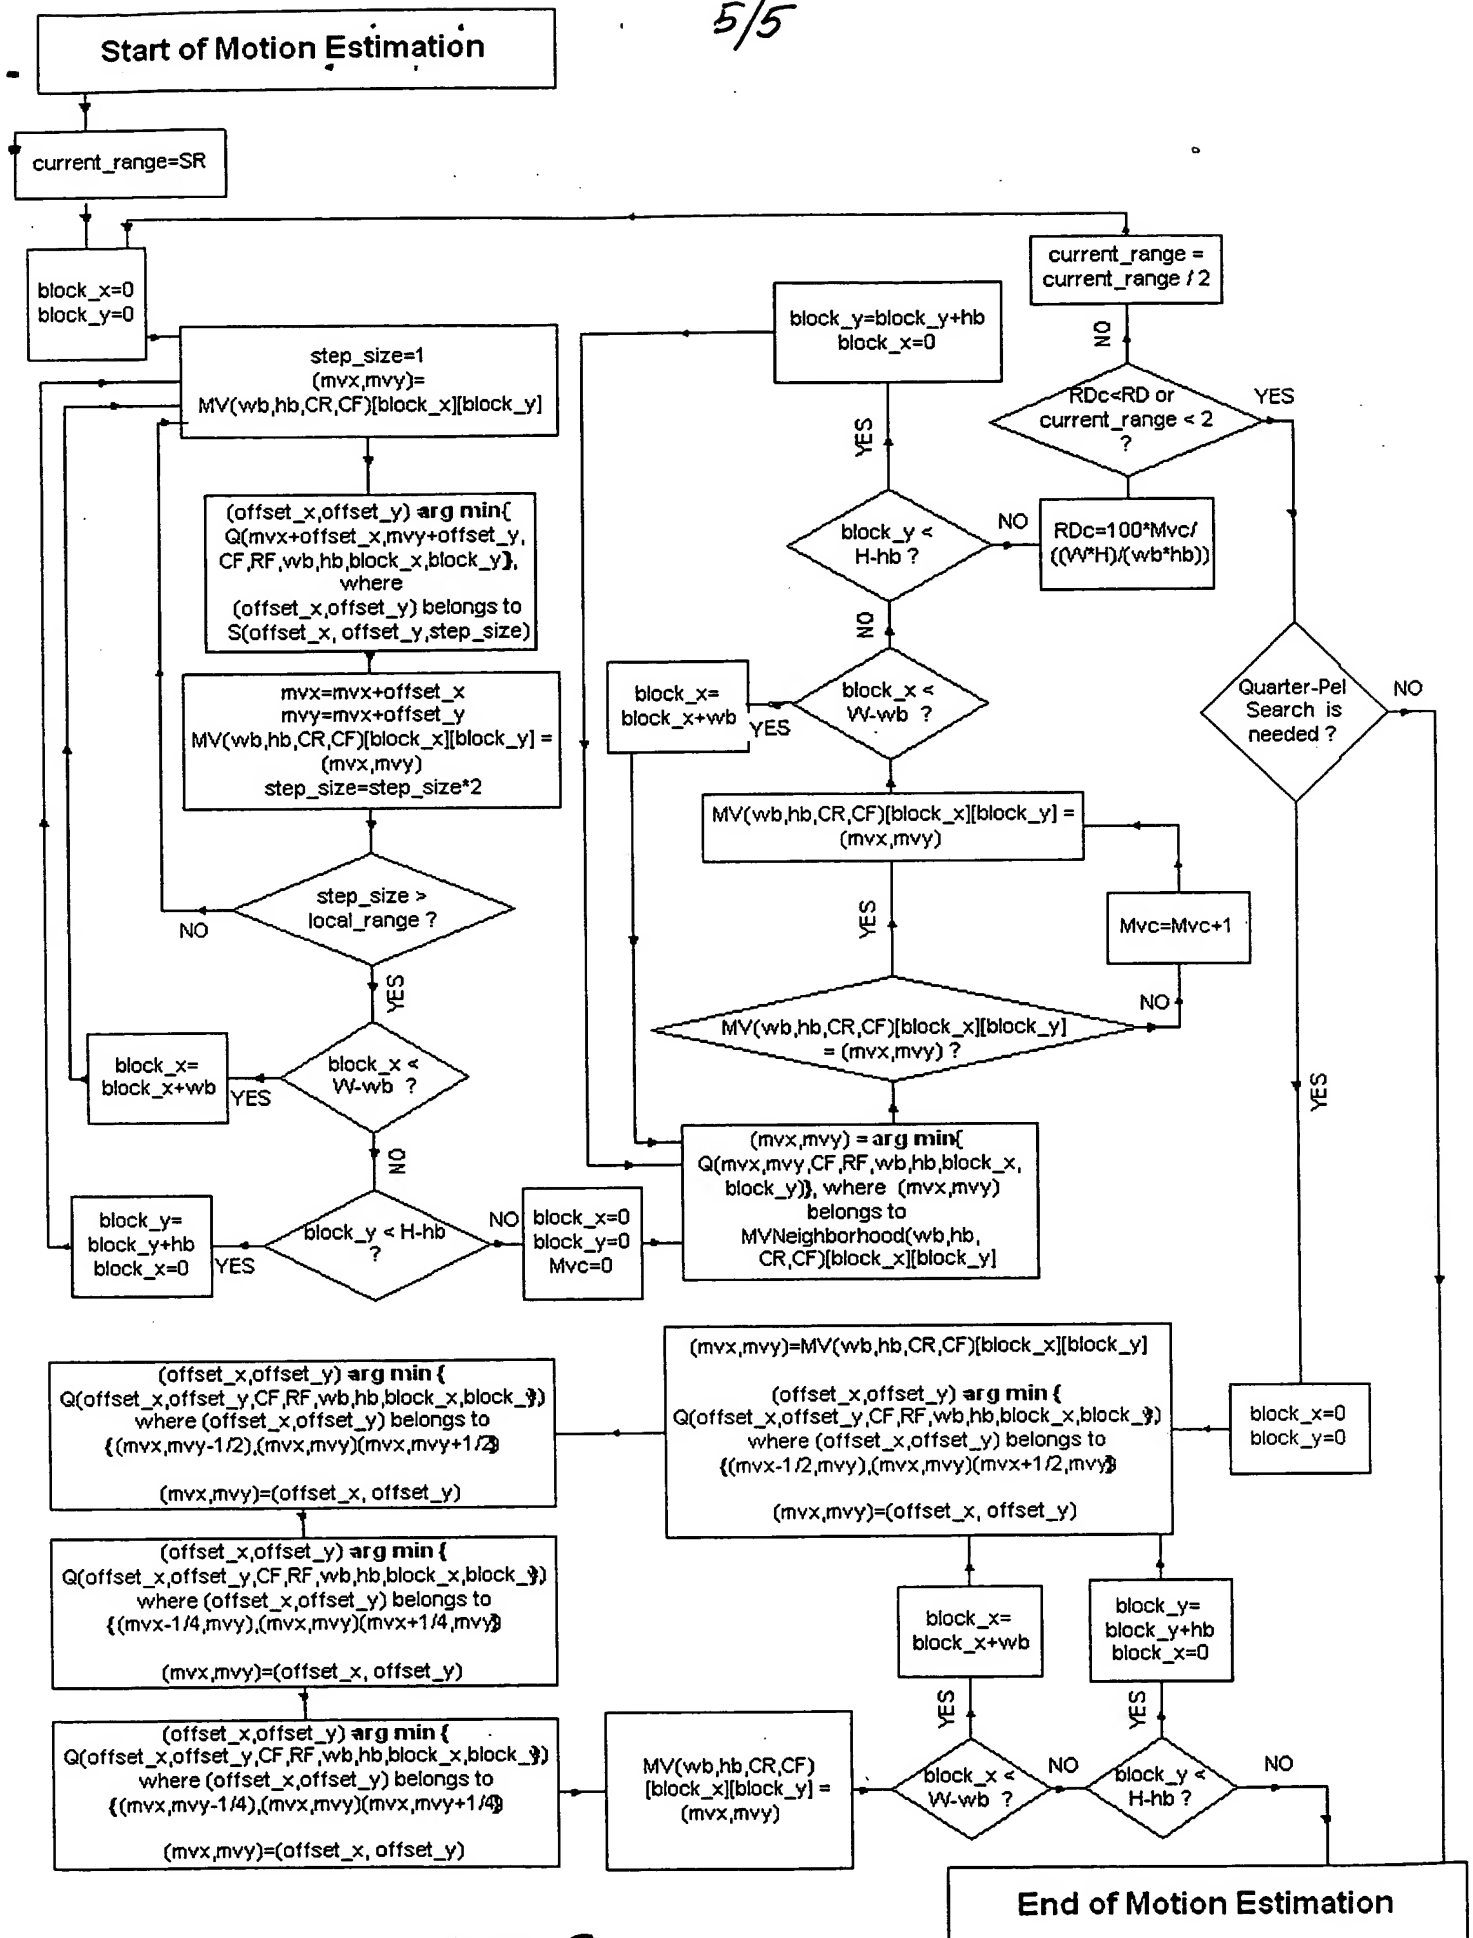 5/5
Start of Motion Estimation
current_range=SR
block_x=0
block_y=0
step_size=1
(mvx,mvy)=
MV(wb,hb,CR,CF)[block_x][block_y]
(offset_x,offset_y) arg min{
Q(mvx+offset_x,mvy+offset_y,
CF,RF,wb,hb,block_x,block_y},
where
(offset_x,offset_y) belongs to
S(offset_x, offset_y,step_size)
mvx=mvx+offset_x
mvy=mvx+offset_y
MV(wb,hb,CR,CF)[block_x][block_y] =
(mvx,mvy)
step_size=step_size*2
step_size >
local_range ?
NO
YES
block_x <
W-wb ?
YES
block_x=
block_x+wb
NO
block_y < H-hb
?
YES
block_y=
block_y+hb
block_x=0
NO
block_x=0
block_y=0
Mvc=0
(mvx,mvy) = arg min{
Q(mvx,mvy,CF,RF,wb,hb,block_x,
block_y)}, where (mvx,mvy)
belongs to
MVNeighborhood(wb,hb,
CR,CF)[block_x][block_y]
MV(wb,hb,CR,CF)[block_x][block_y]
= (mvx,mvy) ?
NO
Mvc=Mvc+1
YES
MV(wb,hb,CR,CF)[block_x][block_y] =
(mvx,mvy)
block_x <
W-wb ?
YES
block_x=
block_x+wb
NO
block_y <
H-hb ?
YES
block_y=block_y+hb
block_x=0
NO
RDc=100*Mvc/
((W*H)/(wb*hb))
RDc<RD or
current_range < 2
?
NO
current_range =
current_range / 2
YES
Quarter-Pel
Search is
needed ?
NO
YES
block_x=0
block_y=0
(mvx,mvy)=MV(wb,hb,CR,CF)[block_x][block_y]
(offset_x,offset_y) arg min {
Q(offset_x,offset_y,CF,RF,wb,hb,block_x,block_y)}
where (offset_x,offset_y) belongs to
{(mvx-1/2,mvy),(mvx,mvy)(mvx+1/2,mvy)}
(mvx,mvy)=(offset_x, offset_y)
(offset_x,offset_y) arg min {
Q(offset_x,offset_y,CF,RF,wb,hb,block_x,block_y)}
where (offset_x,offset_y) belongs to
{(mvx,mvy-1/2),(mvx,mvy)(mvx,mvy+1/2)}
(mvx,mvy)=(offset_x, offset_y)
(offset_x,offset_y) arg min {
Q(offset_x,offset_y,CF,RF,wb,hb,block_x,block_y)}
where (offset_x,offset_y) belongs to
{(mvx-1/4,mvy),(mvx,mvy)(mvx+1/4,mvy)}
(mvx,mvy)=(offset_x, offset_y)
(offset_x,offset_y) arg min {
Q(offset_x,offset_y,CF,RF,wb,hb,block_x,block_y)}
where (offset_x,offset_y) belongs to
{(mvx,mvy-1/4),(mvx,mvy)(mvx,mvy+1/4)}
(mvx,mvy)=(offset_x, offset_y)
MV(wb,hb,CR,CF)
[block_x][block_y] =
(mvx,mvy)
block_x <
W-wb ?
YES
block_x=
block_x+wb
NO
block_y <
H-hb ?
YES
block_y=
block_y+hb
block_x=0
NO
End of Motion Estimation